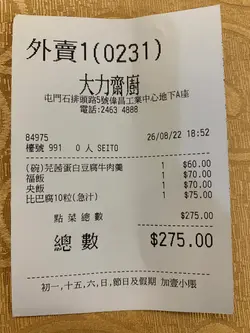 外賣1(0231)
大力齋廚
屯門石排頭路5號偉昌工業中心地下A座
電話:2463 4888
84975 26/08/22 18:52
檯號 991 0 人 SEITO
(碗)芫茜蛋白豆腐牛肉羹 1 $60.00
福飯 1 $70.00
央飯 1 $70.00
比巴腐10粒(.急汁) 1 $75.00
點菜總數 $275.00
總數 $275.00
初一,十五,六,日,節日及假期 加壹小賬